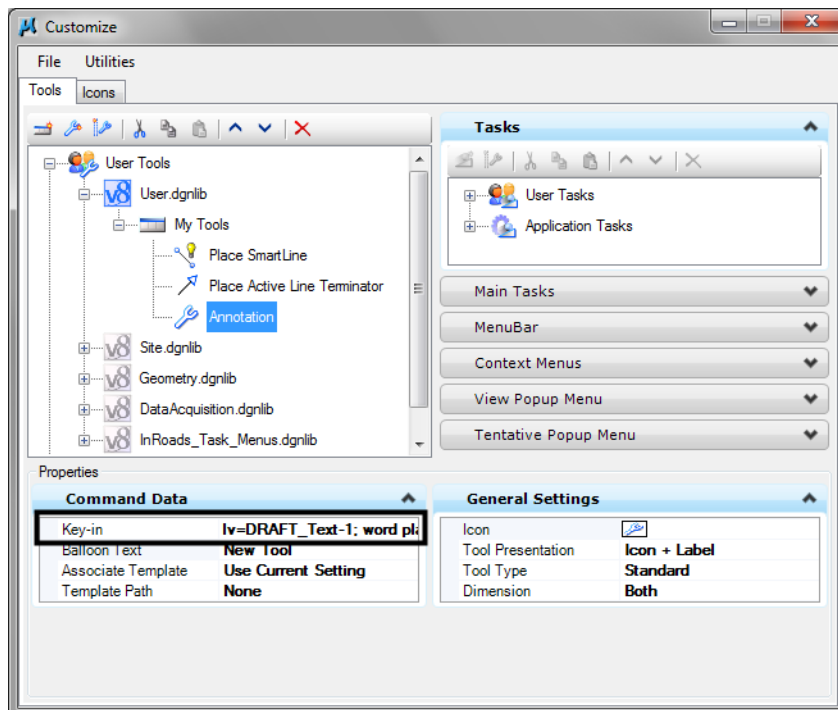 Customize
File Utilities
Tools Icons
User Tools
User.dgnlib
My Tools
Place SmartLine
Place Active Line Terminator
Annotation
Site.dgnlib
Geometry.dgnlib
DataAcquisition.dgnlib
InRoads_Task_Menus.dgnlib
Tasks
User Tasks
Application Tasks
Main Tasks
MenuBar
Context Menus
View Popup Menu
Tentative Popup Menu
Properties
Command Data
Key-in lv=DRAFT_Text-1; word pla
Balloon Text New Tool
Associate Template Use Current Setting
Template Path None
General Settings
Icon
Tool Presentation Icon + Label
Tool Type Standard
Dimension Both